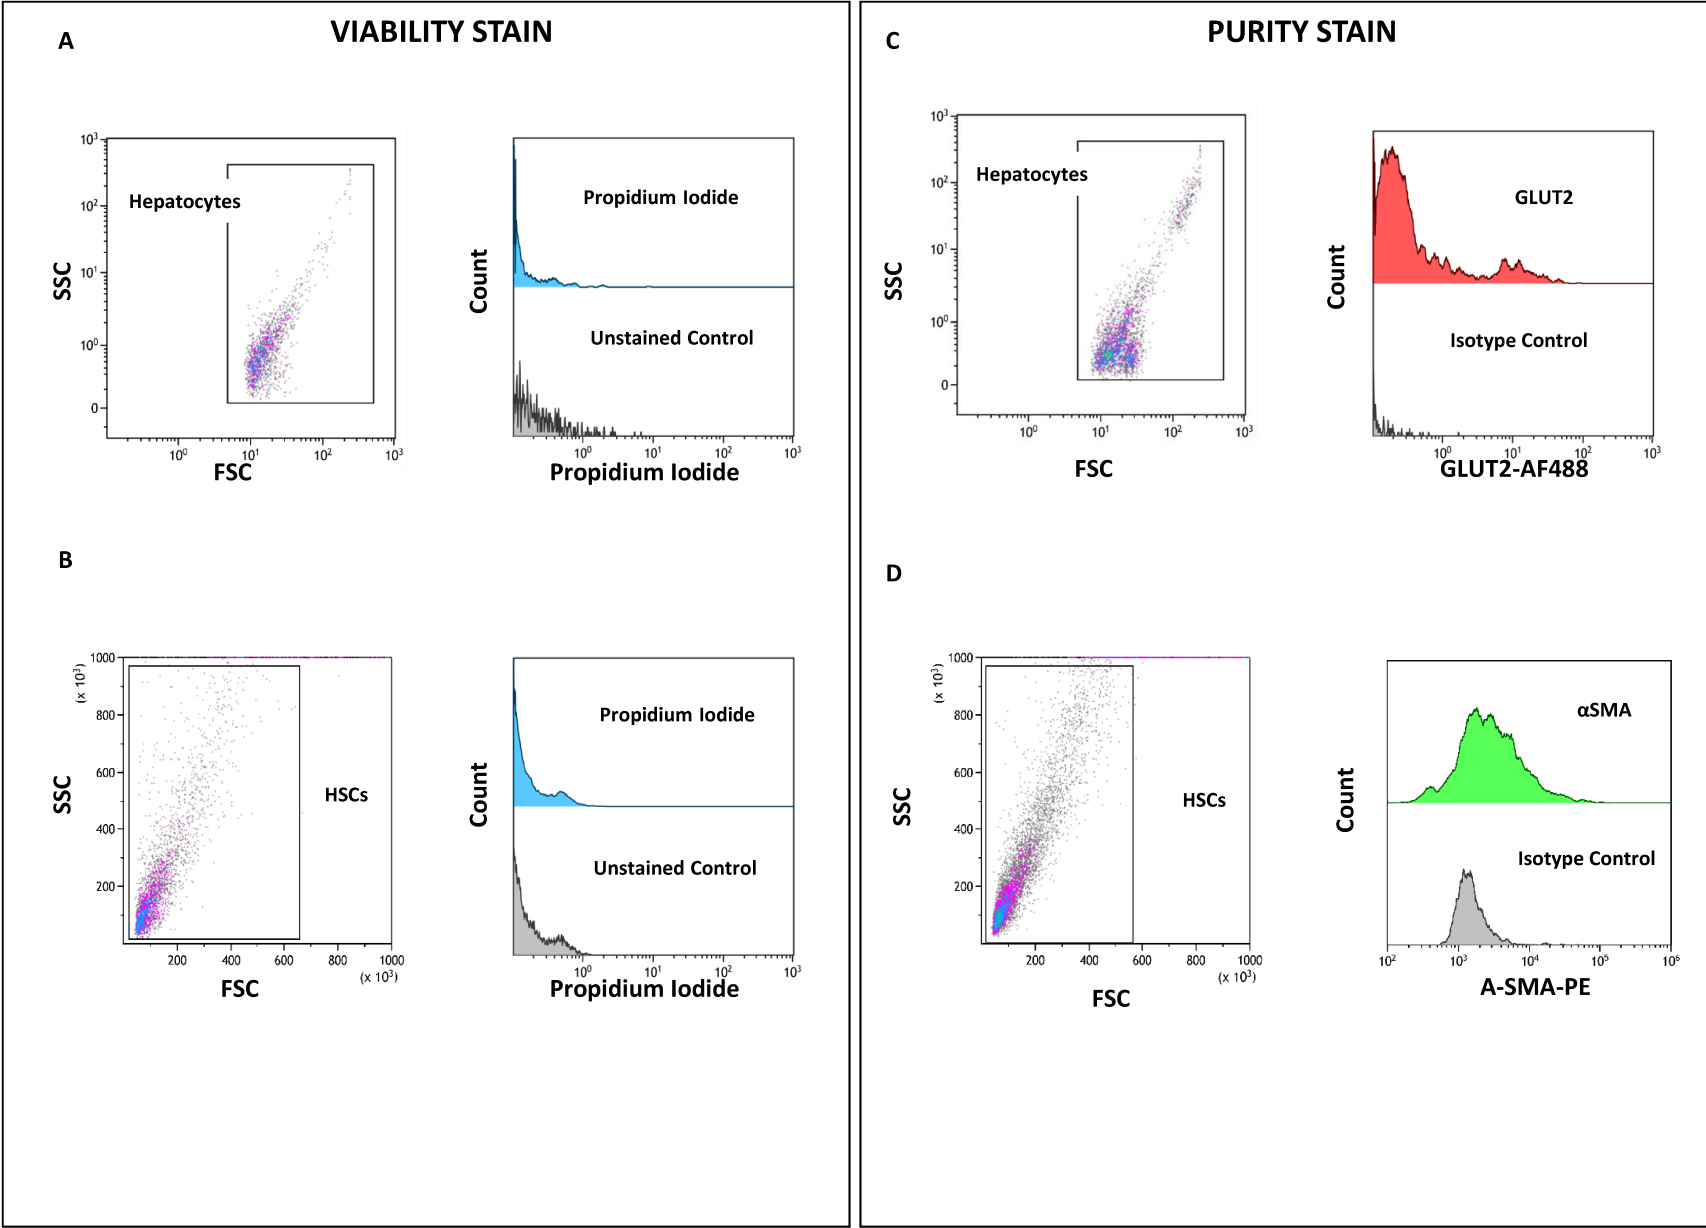 VIABILITY STAIN
A
10³
10²
10¹
10⁰
0
SSC
Hepatocytes
10⁰ 10¹ 10² 10³
FSC
Count
Propidium Iodide
Unstained Control
10⁰ 10¹ 10² 10³
Propidium Iodide
B
(x 10³)
1000
800
600
400
200
SSC
HSCs
200 400 600 800 1000
(x 10³)
FSC
Count
Propidium Iodide
Unstained Control
10⁰ 10¹ 10² 10³
Propidium Iodide
PURITY STAIN
C
10³
10²
10¹
10⁰
0
SSC
Hepatocytes
10⁰ 10¹ 10² 10³
FSC
Count
GLUT2
Isotype Control
10⁰ 10¹ 10² 10³
GLUT2-AF488
D
(x 10³)
1000
800
600
400
200
SSC
HSCs
200 400 600 800 1000
(x 10³)
FSC
Count
αSMA
Isotype Control
10² 10³ 10⁴ 10⁵ 10⁶
A-SMA-PE